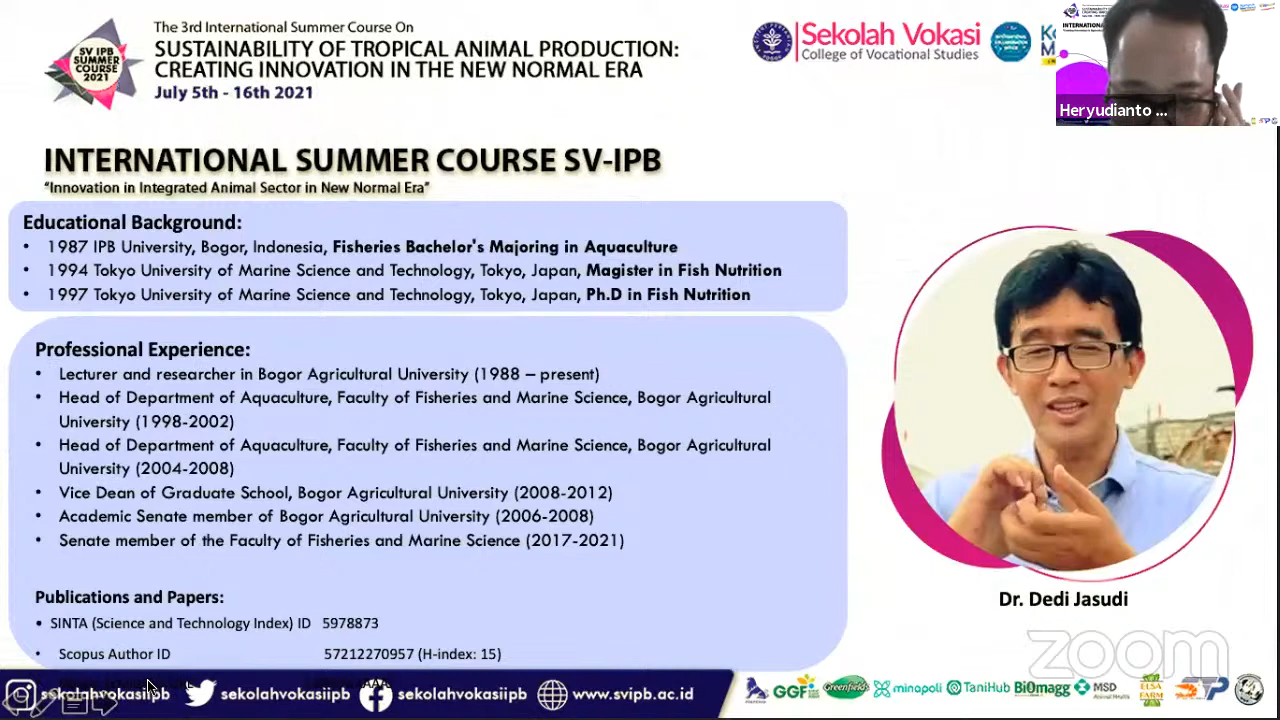 The 3rd International Summer Course On
SUSTAINABILITY OF TROPICAL ANIMAL PRODUCTION:
CREATING INNOVATION IN THE NEW NORMAL ERA
July 5th - 16th 2021
SV IPB
SUMMER
COURSE
2021
Sekolah Vokasi
College of Vocational Studies
Heryudianto ...
INTERNATIONAL SUMMER COURSE SV-IPB
“Innovation in Integrated Animal Sector in New Normal Era”
Educational Background:
• 1987 IPB University, Bogor, Indonesia, Fisheries Bachelor's Majoring in Aquaculture
• 1994 Tokyo University of Marine Science and Technology, Tokyo, Japan, Magister in Fish Nutrition
• 1997 Tokyo University of Marine Science and Technology, Tokyo, Japan, Ph.D in Fish Nutrition
Professional Experience:
• Lecturer and researcher in Bogor Agricultural University (1988 – present)
• Head of Department of Aquaculture, Faculty of Fisheries and Marine Science, Bogor Agricultural
University (1998-2002)
• Head of Department of Aquaculture, Faculty of Fisheries and Marine Science, Bogor Agricultural
University (2004-2008)
• Vice Dean of Graduate School, Bogor Agricultural University (2008-2012)
• Academic Senate member of Bogor Agricultural University (2006-2008)
• Senate member of the Faculty of Fisheries and Marine Science (2017-2021)
Publications and Papers:
• SINTA (Science and Technology Index) ID 5978873
• Scopus Author ID 57212270957 (H-index: 15)
Dr. Dedi Jasudi
zoom
sekolahvokasiipb
sekolahvokasiipb
sekolahvokasiipb
www.svipb.ac.id
GGF
Greenfields
minapoli
TaniHub
BiOmagg
MSD
Animal Health
ELSA
FARM